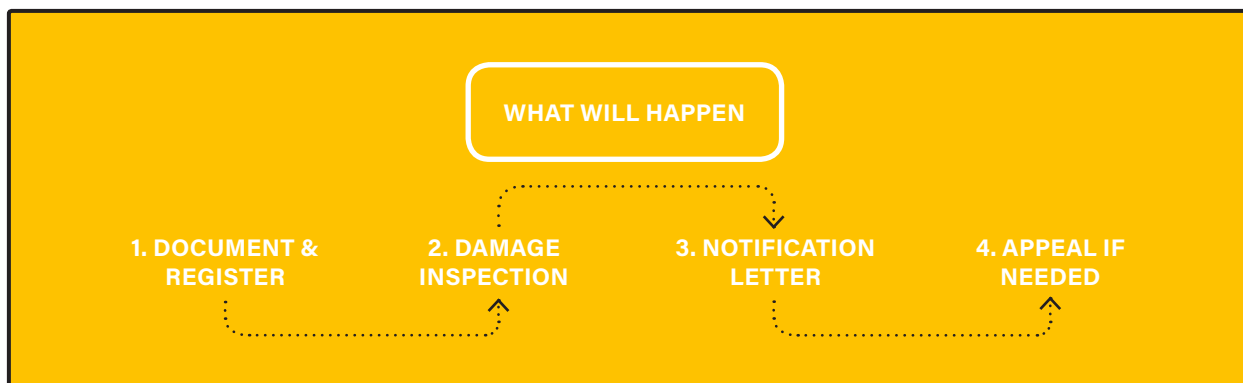 WHAT WILL HAPPEN
1. DOCUMENT &
REGISTER
2. DAMAGE
INSPECTION
3. NOTIFICATION
LETTER
4. APPEAL IF
NEEDED